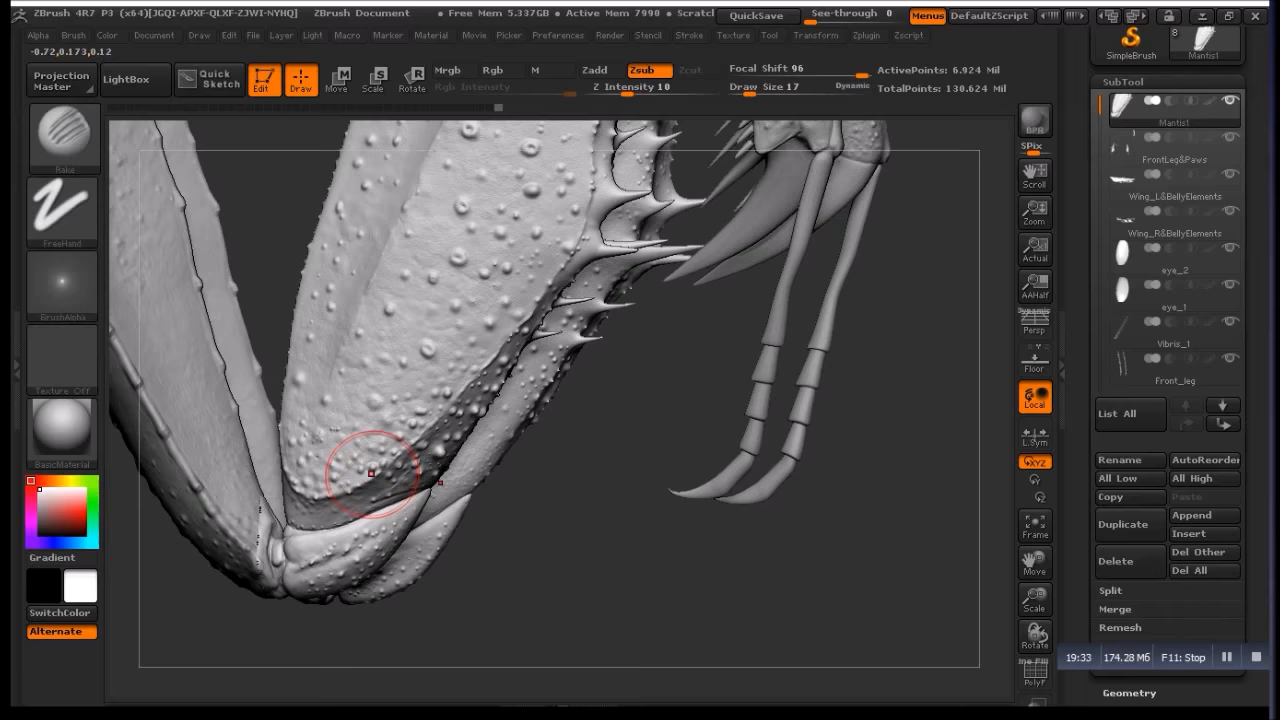 ZBrush 4R7 P3 (x64)[JGQI-APXF-QLGF-ZJWI-NYHQ] ZBrush Document • Free Mem 5.337GB • Active Mem 7990 • Scratch QuickSave See-through 0 Menus DefaultZScript
Alpha Brush Color Document Draw Edit File Layer Light Macro Marker Material Movie Picker Preferences Render Stencil Stroke Texture Tool Transform Zplugin Zscript
-0.72,0.173,0.12
Projection Master
LightBox
Quick Sketch
Edit
Draw
Move
Scale
Rotate
Mrgb Rgb M
Rgb Intensity
Zadd Zsub Zcut
Z Intensity 10
Focal Shift 96
Draw Size 17 Dynamic
ActivePoints: 6.924 Mil
TotalPoints: 130.624 Mil
Rake
FreeHand
BrushAlpha
Texture Off
BasicMaterial
Gradient
SwitchColor
Alternate
BPR
SPix
Scroll
Zoom
Actual
AAHalf
Dynamic
Persp
Floor
Local
L.Sym
XYZ
Frame
Move
Scale
Rotate
PolyF
SimpleBrush
8
Mantis1
SubTool
Mantis1
FrontLeg&Paws
Wing_L&BellyElements
Wing_R&BellyElements
eye_2
eye_1
Vibris_1
Front_leg
List All
Rename AutoReorder
All Low All High
Copy Paste
Duplicate Append
Insert
Delete Del Other
Del All
Split
Merge
Remesh
19:33 174.28 Мб F11: Stop
Geometry